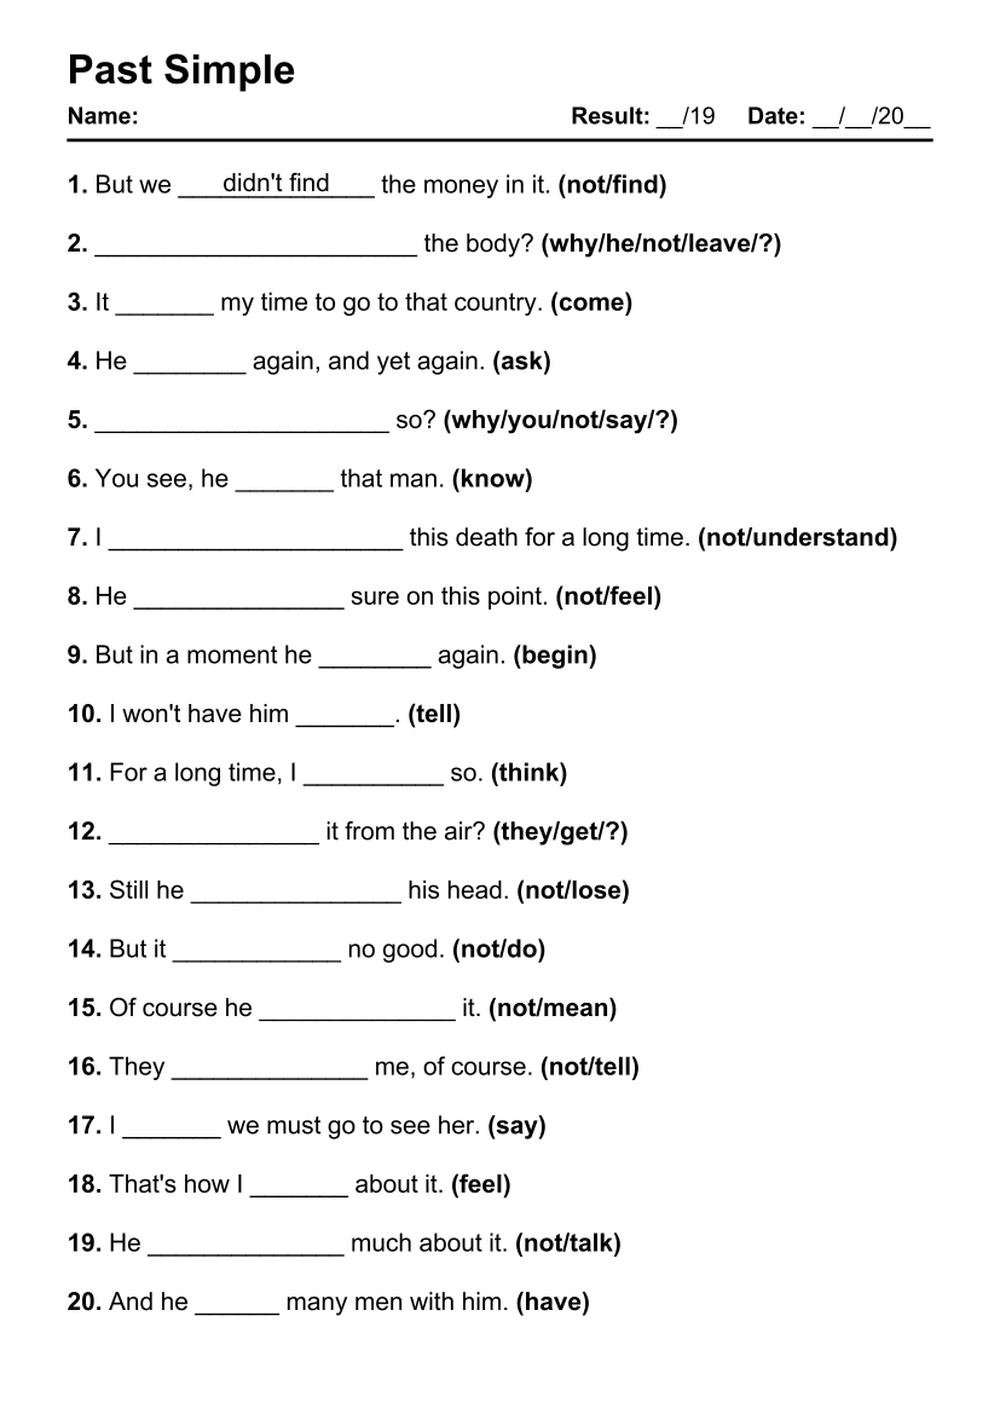 Past Simple
Name: Result: __/19 Date: __/__/20__
1. But we ___didn't find___ the money in it. (not/find)
2. _______________________ the body? (why/he/not/leave/?)
3. It _______ my time to go to that country. (come)
4. He ________ again, and yet again. (ask)
5. _____________________ so? (why/you/not/say/?)
6. You see, he _______ that man. (know)
7. I _____________________ this death for a long time. (not/understand)
8. He _______________ sure on this point. (not/feel)
9. But in a moment he ________ again. (begin)
10. I won't have him _______. (tell)
11. For a long time, I __________ so. (think)
12. _______________ it from the air? (they/get/?)
13. Still he _______________ his head. (not/lose)
14. But it ____________ no good. (not/do)
15. Of course he ______________ it. (not/mean)
16. They ______________ me, of course. (not/tell)
17. I _______ we must go to see her. (say)
18. That's how I _______ about it. (feel)
19. He ______________ much about it. (not/talk)
20. And he ______ many men with him. (have)